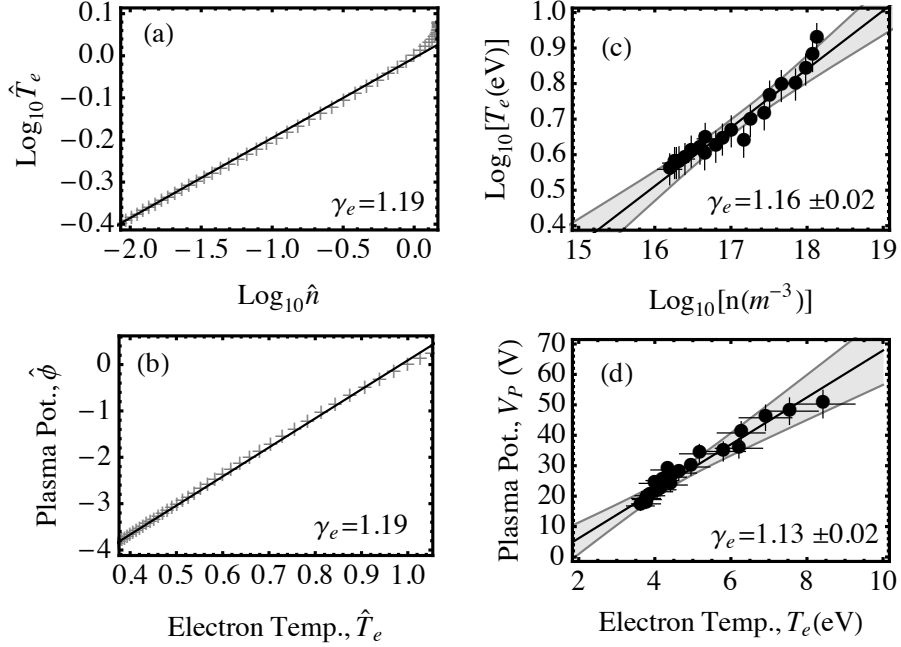 (a)
0.1
0.0
−0.1
−0.2
−0.3
−0.4
Log₁₀ T̂ₑ
γₑ=1.19
−2.0 −1.5 −1.0 −0.5 0.0
Log₁₀ n̂
(b)
0
−1
−2
−3
−4
Plasma Pot., ϕ̂
γₑ=1.19
0.4 0.5 0.6 0.7 0.8 0.9 1.0
Electron Temp., T̂ₑ
(c)
1.0
0.9
0.8
0.7
0.6
0.5
0.4
Log₁₀[Tₑ(eV)]
γₑ=1.16 ±0.02
15 16 17 18 19
Log₁₀[n(m⁻³)]
(d)
70
60
50
40
30
20
10
0
Plasma Pot., V_P (V)
γₑ=1.13 ±0.02
2 4 6 8 10
Electron Temp., Tₑ(eV)